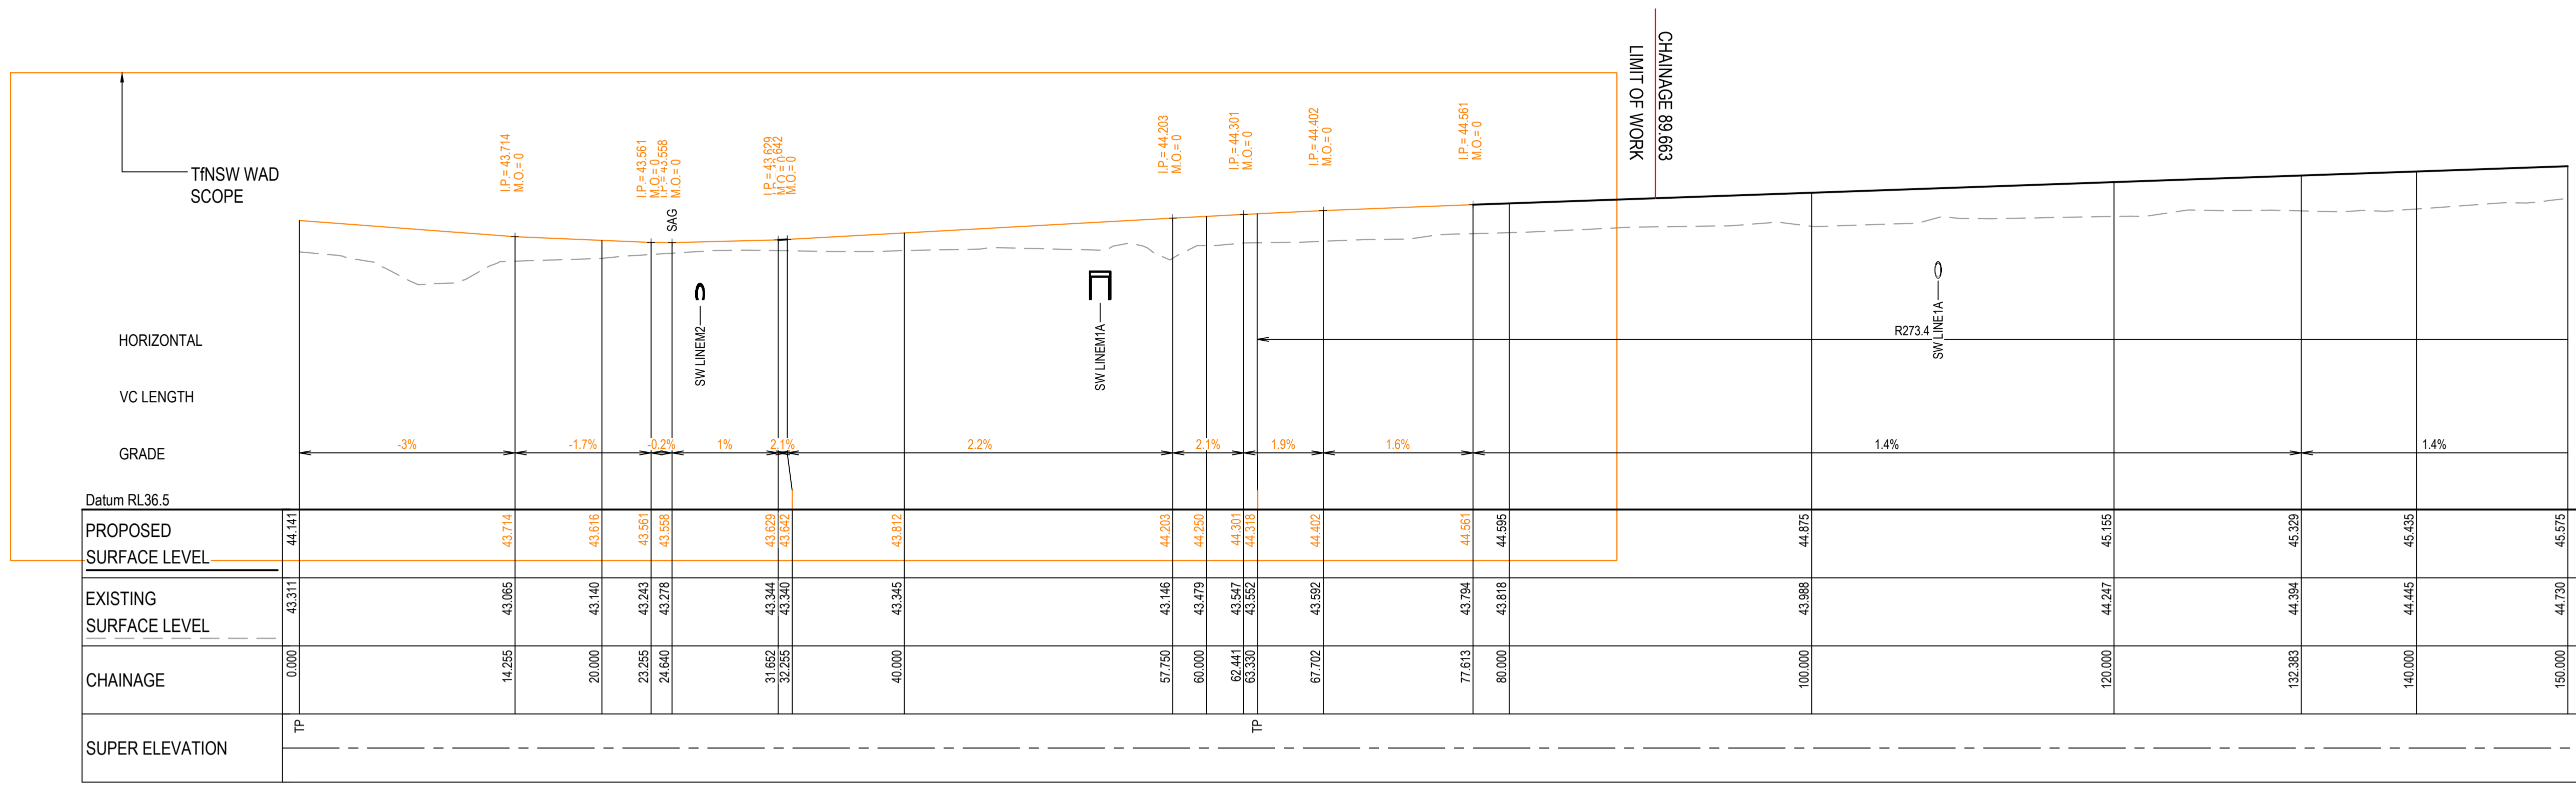 CHAINAGE 89.663
LIMIT OF WORK
TfNSW WAD
SCOPE
I.P.= 43.714
M.O.= 0
I.P.= 43.561
M.O.= 0
I.P.= 43.558
M.O.= 0
SAG
I.P.= 43.629
M.O.= 0
I.P.= 43.642
M.O.= 0
I.P.= 44.203
M.O.= 0
I.P.= 44.301
M.O.= 0
I.P.= 44.402
M.O.= 0
I.P.= 44.561
M.O.= 0
SW LINEM2
SW LINEM1A
SW LINE1A
HORIZONTAL
R273.4
VC LENGTH
GRADE
-3% -1.7% -0.2% 1% 2.1% 2.2% 2.1% 1.9% 1.6% 1.4% 1.4%
Datum RL36.5
PROPOSED
SURFACE LEVEL
44.141 43.714 43.616 43.561 43.558 43.629 43.642 43.812 44.203 44.250 44.301 44.318 44.402 44.561 44.595 44.875 45.155 45.329 45.435 45.575
EXISTING
SURFACE LEVEL
43.311 43.065 43.140 43.243 43.278 43.344 43.340 43.345 43.146 43.479 43.547 43.552 43.592 43.794 43.818 43.988 44.247 44.394 44.445 44.730
CHAINAGE
0.000 14.255 20.000 23.255 24.640 31.652 32.255 40.000 57.750 60.000 62.441 63.330 67.702 77.613 80.000 100.000 120.000 132.383 140.000 150.000
SUPER ELEVATION
TP TP